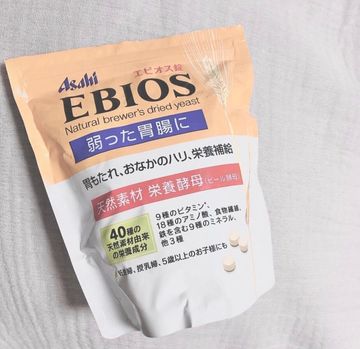 Asahi
エビオス錠
EBIOS
Natural brewer's dried yeast
弱った胃腸に
胃もたれ、おなかのハリ、栄養補給
天然素材 栄養酵母(ビール酵母)
40種の
天然素材由来
の栄養成分
9種のビタミン、
18種のアミノ酸、食物繊維、
鉄を含む9種のミネラル、
他3種
婦、授乳婦、5歳以上のお子様にも